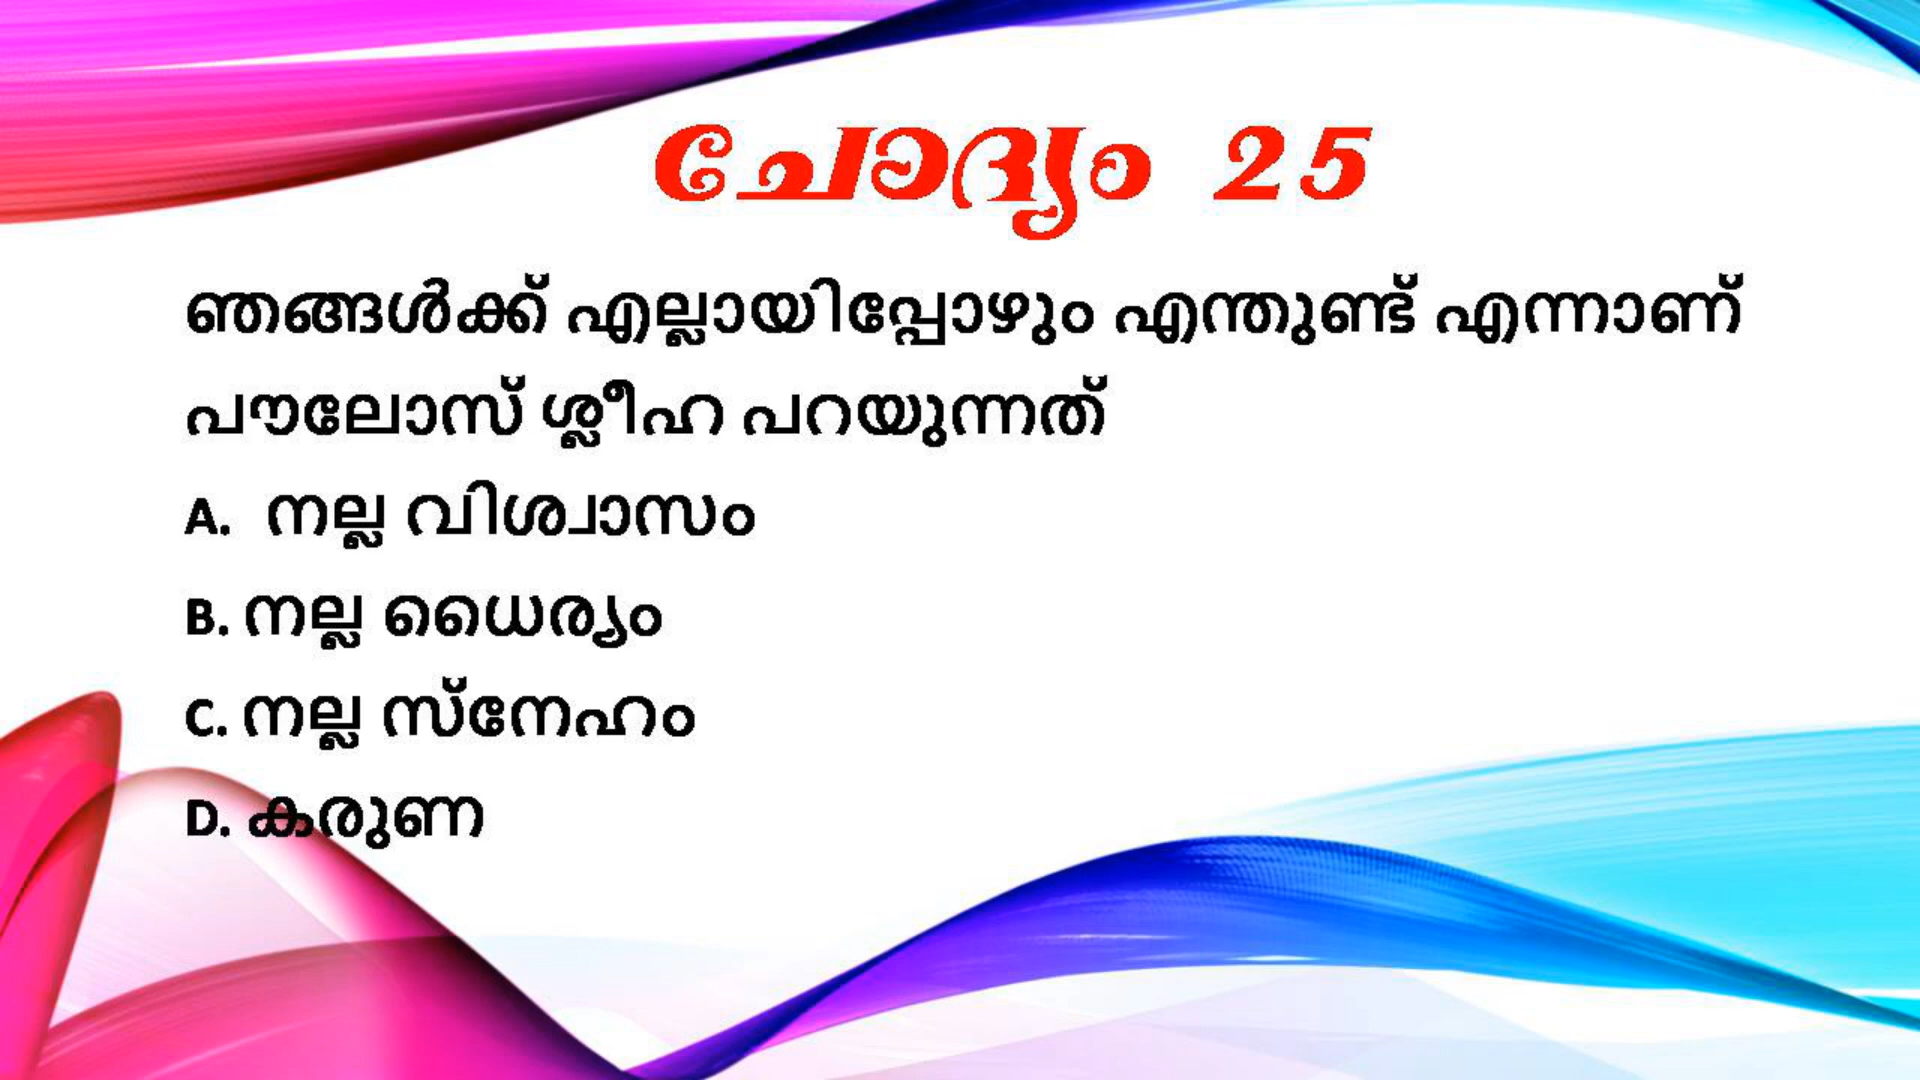 ചോദ്യം 25
ഞങ്ങൾക്ക് എല്ലായിപ്പോഴും എന്തുണ്ട് എന്നാണ്
പൗലോസ് ശ്ലീഹ പറയുന്നത്
A. നല്ല വിശ്വാസം
B. നല്ല ധൈര്യം
C. നല്ല സ്നേഹം
D. കരുണ